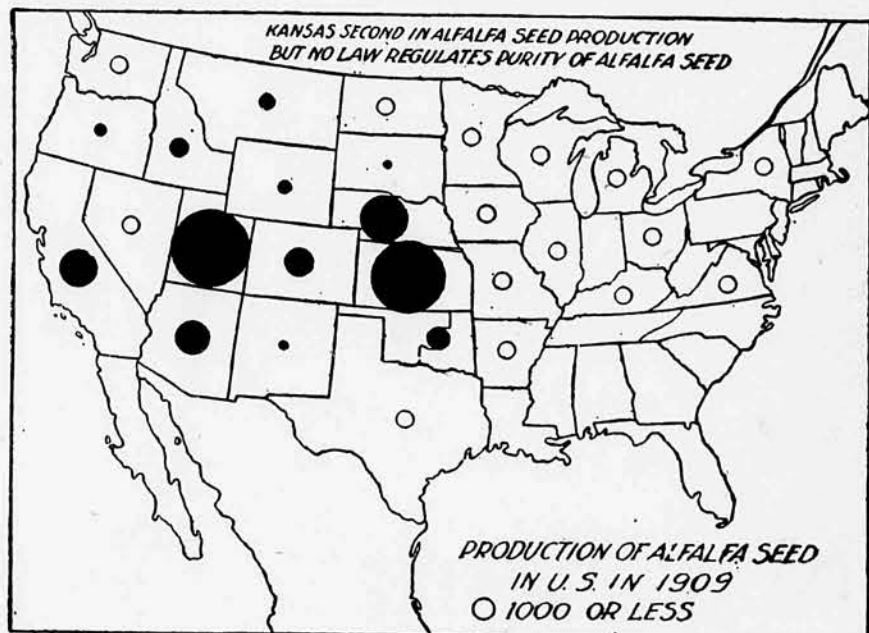 KANSAS SECOND IN ALFALFA SEED PRODUCTION
BUT NO LAW REGULATES PURITY OF ALFALFA SEED
PRODUCTION OF ALFALFA SEED
IN U.S. IN 1909
1000 OR LESS